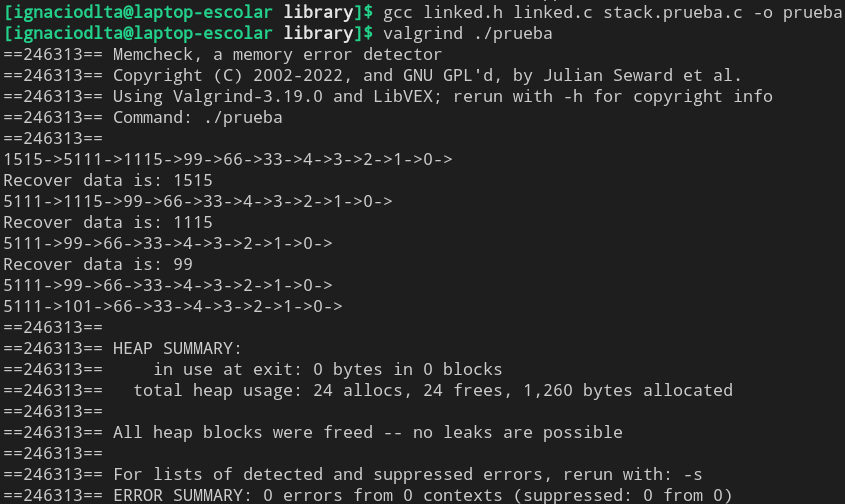 [ignaciodlta@laptop-escolar library]$ gcc linked.h linked.c stack.prueba.c -o prueba
[ignaciodlta@laptop-escolar library]$ valgrind ./prueba
==246313== Memcheck, a memory error detector
==246313== Copyright (C) 2002-2022, and GNU GPL'd, by Julian Seward et al.
==246313== Using Valgrind-3.19.0 and LibVEX; rerun with -h for copyright info
==246313== Command: ./prueba
==246313==
1515->5111->1115->99->66->33->4->3->2->1->0->
Recover data is: 1515
5111->1115->99->66->33->4->3->2->1->0->
Recover data is: 1115
5111->99->66->33->4->3->2->1->0->
Recover data is: 99
5111->99->66->33->4->3->2->1->0->
5111->101->66->33->4->3->2->1->0->
==246313==
==246313== HEAP SUMMARY:
==246313==     in use at exit: 0 bytes in 0 blocks
==246313==   total heap usage: 24 allocs, 24 frees, 1,260 bytes allocated
==246313==
==246313== All heap blocks were freed -- no leaks are possible
==246313==
==246313== For lists of detected and suppressed errors, rerun with: -s
==246313== ERROR SUMMARY: 0 errors from 0 contexts (suppressed: 0 from 0)